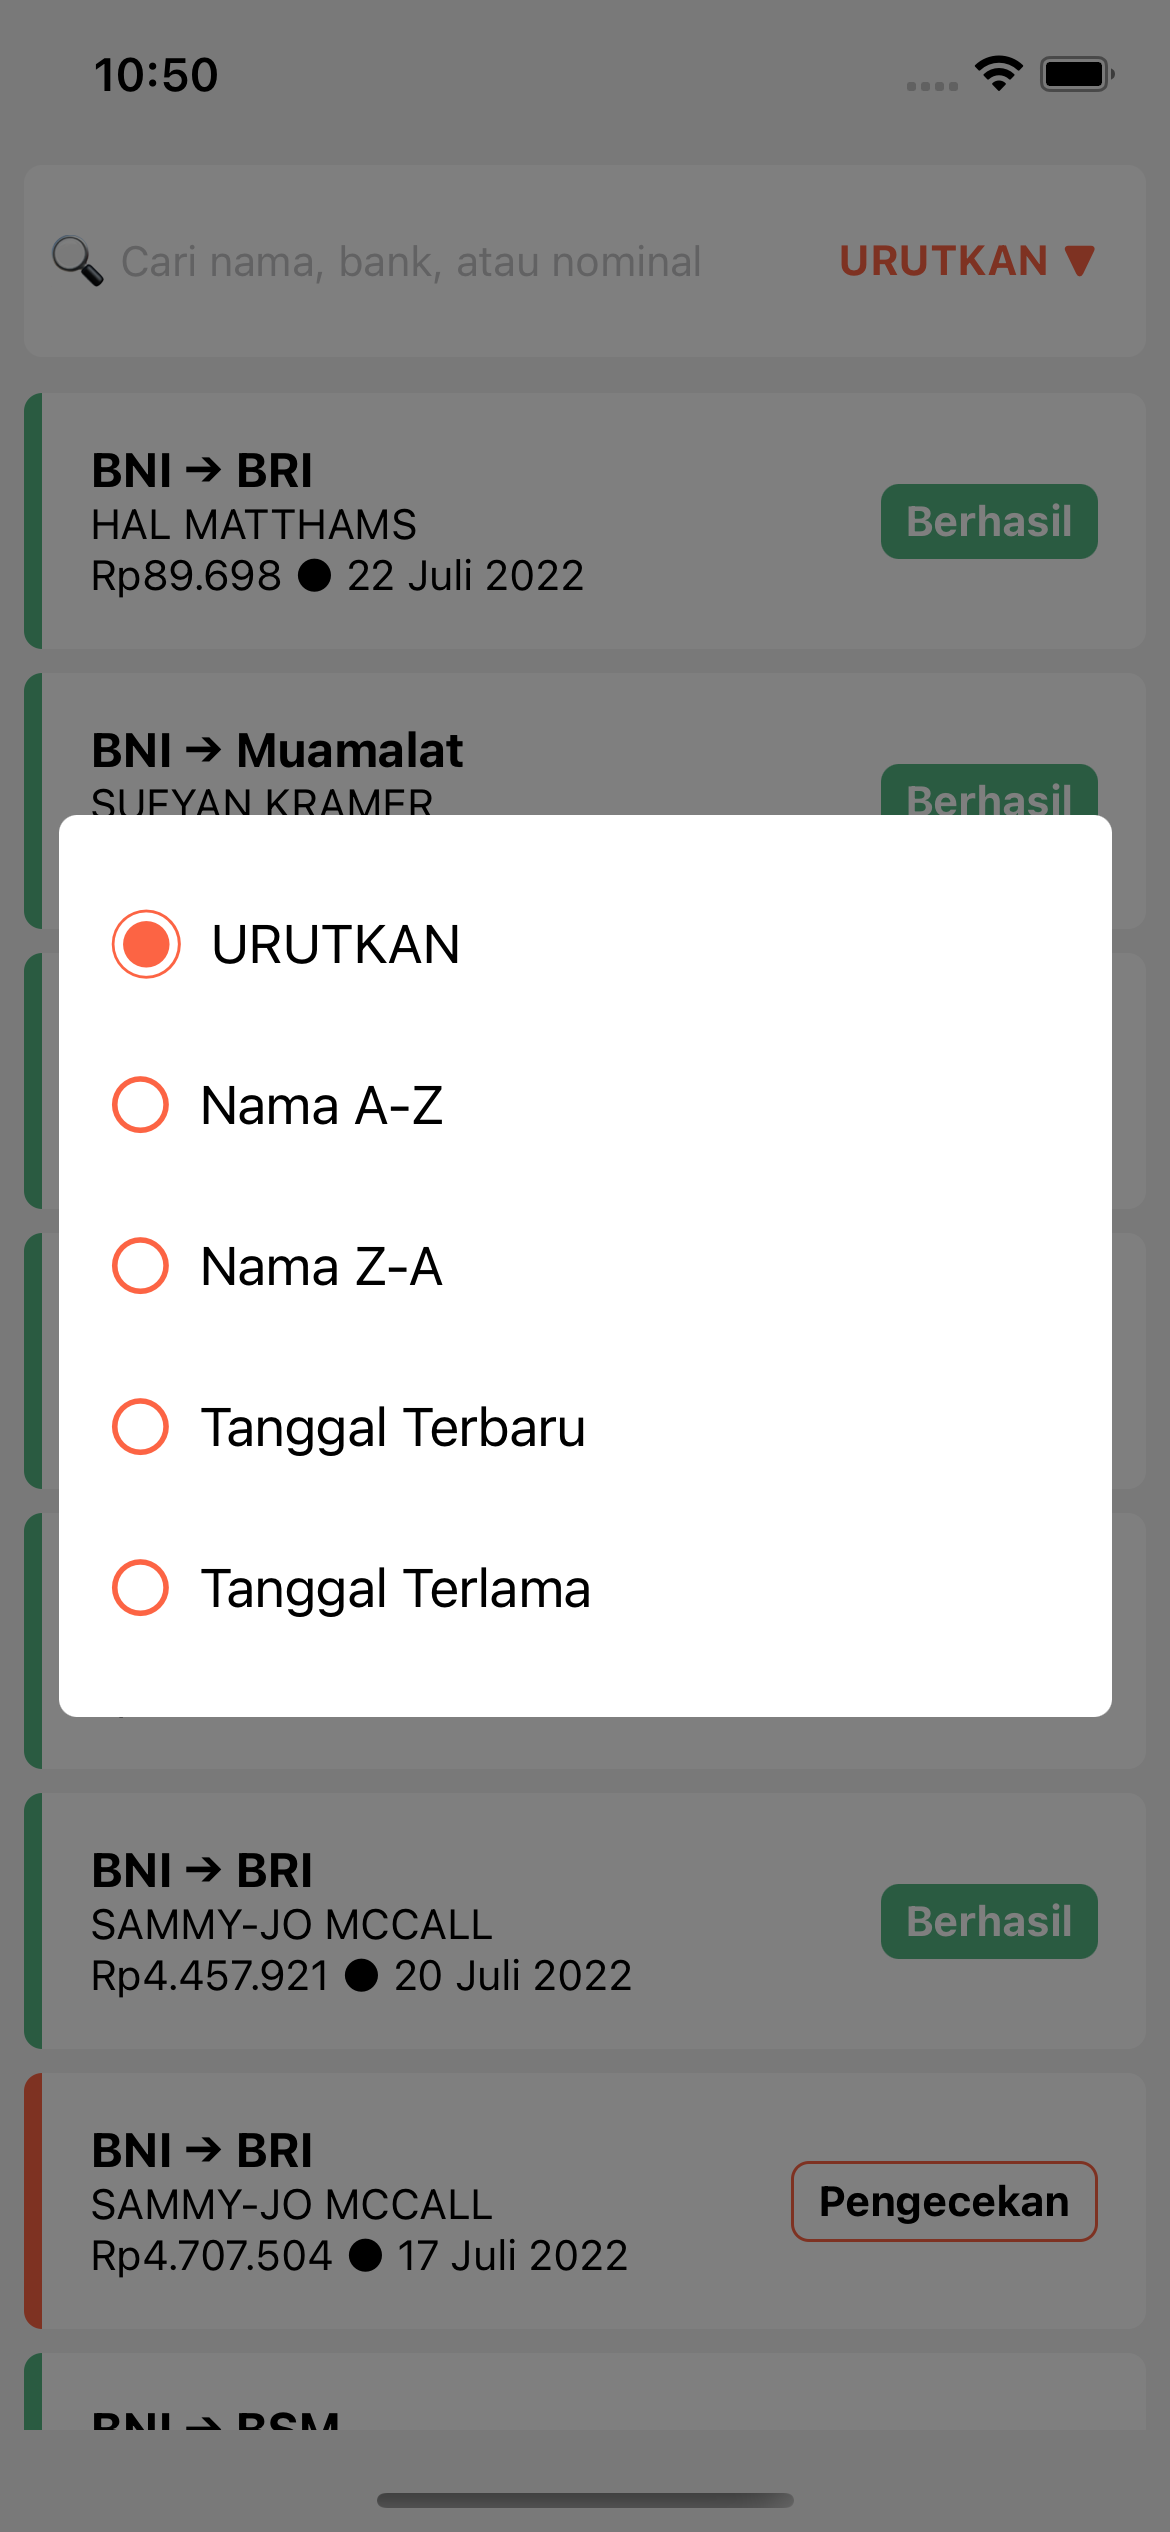 10:50
Cari nama, bank, atau nominal
URUTKAN ▼
BNI → BRI
HAL MATTHAMS
Rp89.698 ● 22 Juli 2022
Berhasil
BNI → Muamalat
SUFYAN KRAMER
Berhasil
URUTKAN
Nama A-Z
Nama Z-A
Tanggal Terbaru
Tanggal Terlama
BNI → BRI
SAMMY-JO MCCALL
Rp4.457.921 ● 20 Juli 2022
Berhasil
BNI → BRI
SAMMY-JO MCCALL
Rp4.707.504 ● 17 Juli 2022
Pengecekan
BNI → BSM